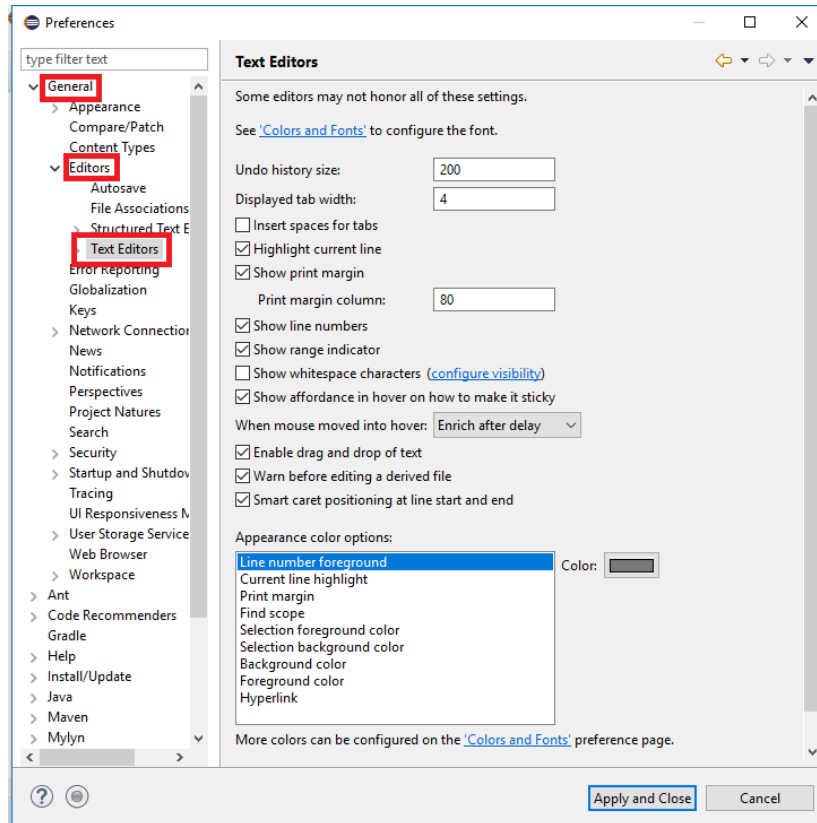 Preferences
type filter text
General
Appearance
Compare/Patch
Content Types
Editors
Autosave
File Associations
Structured Text E
Text Editors
Error Reporting
Globalization
Keys
Network Connection
News
Notifications
Perspectives
Project Natures
Search
Security
Startup and Shutdov
Tracing
UI Responsiveness M
User Storage Service
Web Browser
Workspace
Ant
Code Recommenders
Gradle
Help
Install/Update
Java
Maven
Mylyn
Text Editors
Some editors may not honor all of these settings.
See 'Colors and Fonts' to configure the font.
Undo history size: 200
Displayed tab width: 4
Insert spaces for tabs
Highlight current line
Show print margin
Print margin column: 80
Show line numbers
Show range indicator
Show whitespace characters (configure visibility)
Show affordance in hover on how to make it sticky
When mouse moved into hover: Enrich after delay
Enable drag and drop of text
Warn before editing a derived file
Smart caret positioning at line start and end
Appearance color options:
Line number foreground
Current line highlight
Print margin
Find scope
Selection foreground color
Selection background color
Background color
Foreground color
Hyperlink
Color:
More colors can be configured on the 'Colors and Fonts' preference page.
?
Apply and Close
Cancel